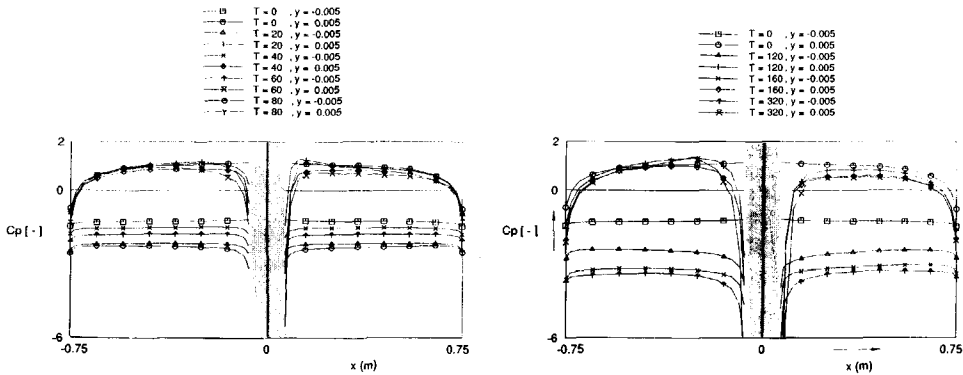 T = 0 , y = -0.005
T = 0 , y = 0.005
T = 20 , y = -0.005
T = 20 , y = 0.005
T = 40 , y = -0.005
T = 40 , y = 0.005
T = 60 , y = -0.005
T = 60 , y = 0.005
T = 80 , y = -0.005
T = 80 , y = 0.005
2
0
Cp [ - ]
-6
-0.75
0
0.75
x (m)
T = 0 , y = -0.005
T = 0 , y = 0.005
T = 120 , y = -0.005
T = 120 , y = 0.005
T = 160 , y = -0.005
T = 160 , y = 0.005
T = 320 , y = -0.005
T = 320 , y = 0.005
2
0
Cp [ - ]
-6
-0.75
0
0.75
x (m)